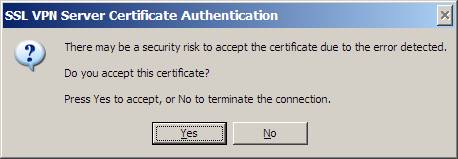 SSL VPN Server Certificate Authentication
There may be a security risk to accept the certificate due to the error detected.
Do you accept this certificate?
Press Yes to accept, or No to terminate the connection.
Yes No